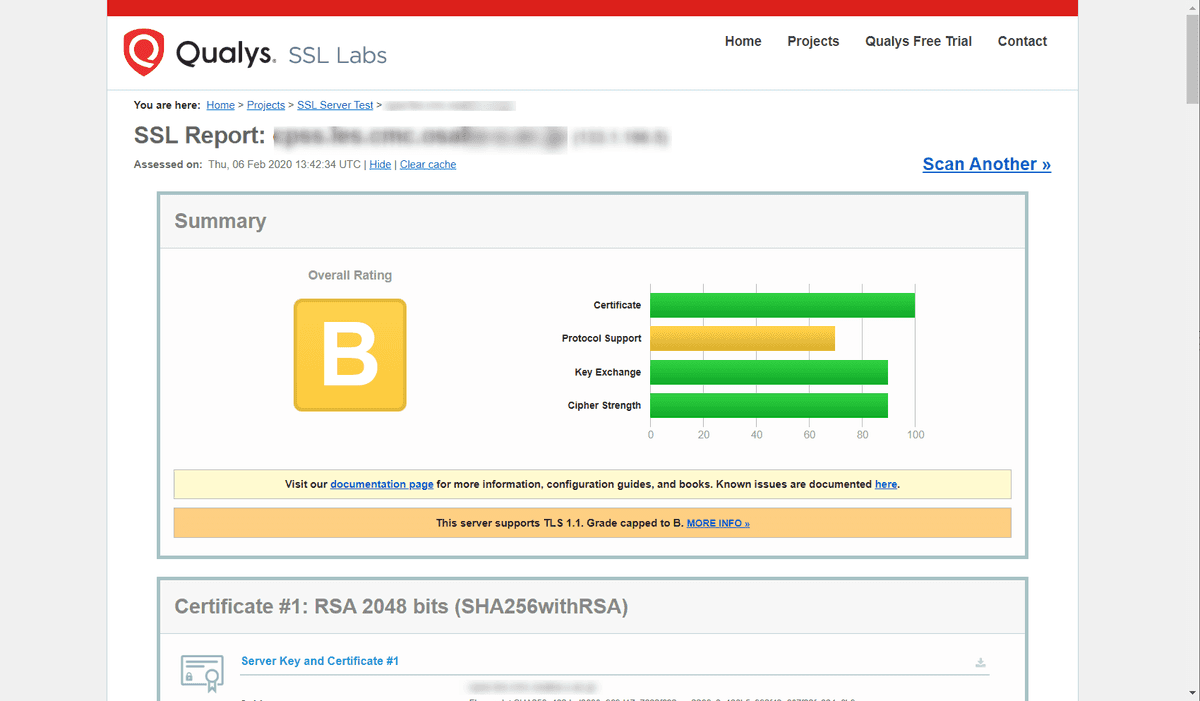 Qualys. SSL Labs
Home Projects Qualys Free Trial Contact
You are here: Home > Projects > SSL Server Test >
SSL Report:
Assessed on: Thu, 06 Feb 2020 13:42:34 UTC | Hide | Clear cache
Scan Another »
Summary
Overall Rating
B
Certificate
Protocol Support
Key Exchange
Cipher Strength
0 20 40 60 80 100
Visit our documentation page for more information, configuration guides, and books. Known issues are documented here.
This server supports TLS 1.1. Grade capped to B. MORE INFO »
Certificate #1: RSA 2048 bits (SHA256withRSA)
Server Key and Certificate #1